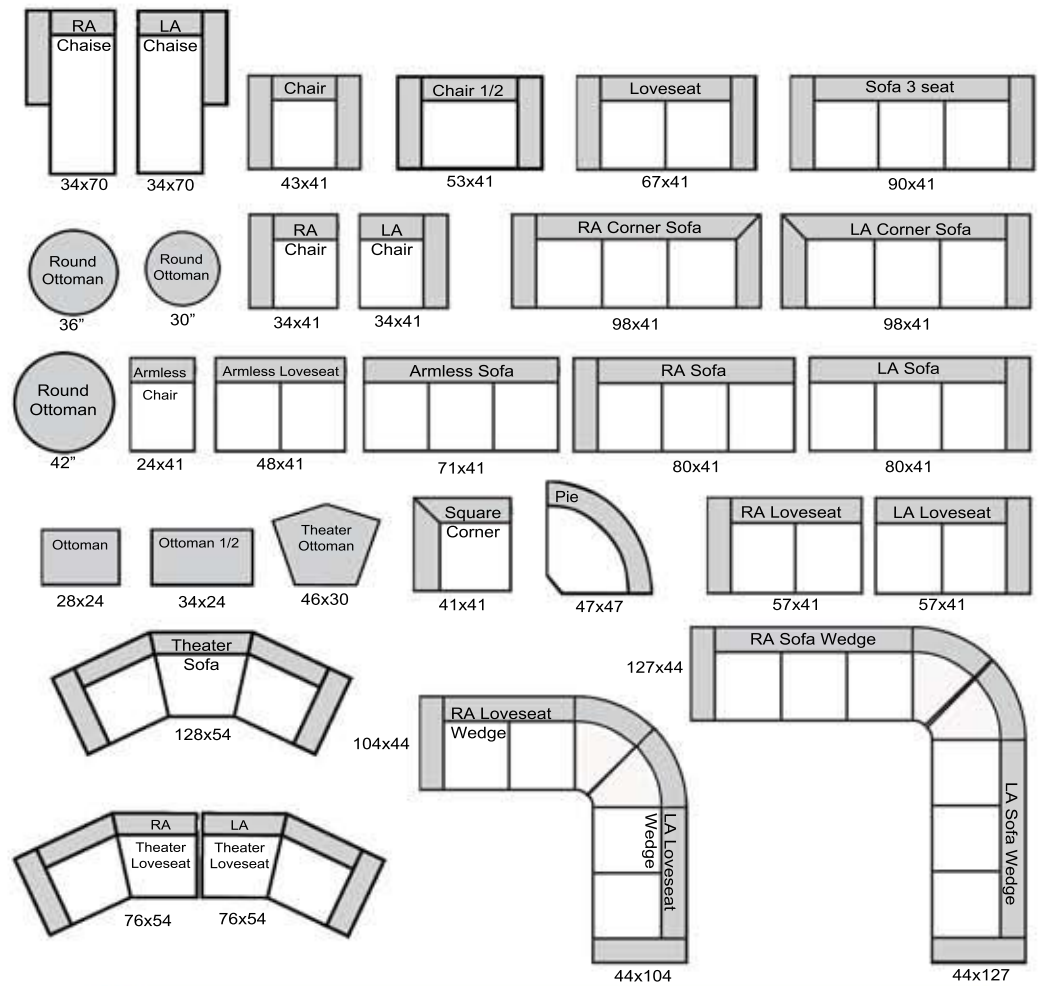 RA
Chaise
34x70
LA
Chaise
34x70
Chair
43x41
Chair 1/2
53x41
Loveseat
67x41
Sofa 3 seat
90x41
Round
Ottoman
36”
Round
Ottoman
30”
RA
Chair
34x41
LA
Chair
34x41
RA Corner Sofa
98x41
LA Corner Sofa
98x41
Round
Ottoman
42”
Armless
Chair
24x41
Armless Loveseat
48x41
Armless Sofa
71x41
RA Sofa
80x41
LA Sofa
80x41
Ottoman
28x24
Ottoman 1/2
34x24
Theater
Ottoman
46x30
Square
Corner
41x41
Pie
47x47
RA Loveseat
57x41
LA Loveseat
57x41
Theater
Sofa
128x54
RA Loveseat
Wedge
104x44
LA Loveseat
Wedge
44x104
RA Sofa Wedge
127x44
LA Sofa Wedge
44x127
RA
Theater
Loveseat
76x54
LA
Theater
Loveseat
76x54